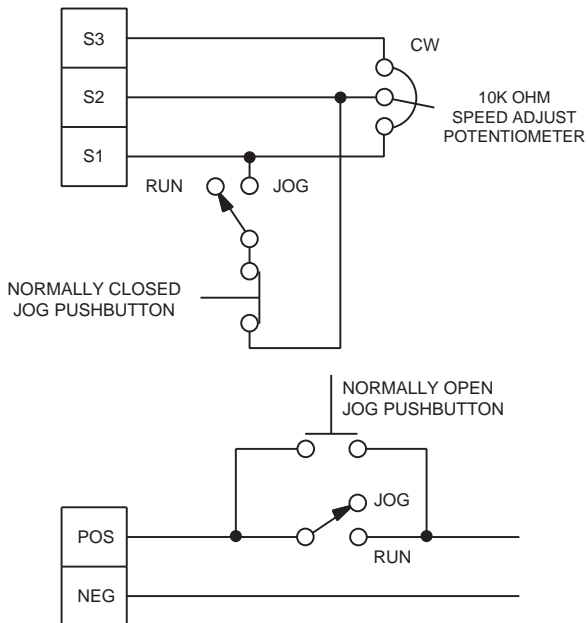 S3
CW
S2
10K OHM
SPEED ADJUST
POTENTIOMETER
S1
RUN
JOG
NORMALLY CLOSED
JOG PUSHBUTTON
NORMALLY OPEN
JOG PUSHBUTTON
JOG
POS
RUN
NEG